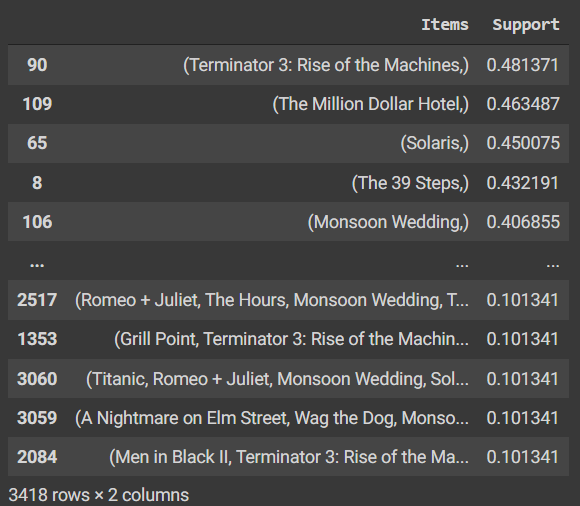 Items Support
90 (Terminator 3: Rise of the Machines,) 0.481371
109 (The Million Dollar Hotel,) 0.463487
65 (Solaris,) 0.450075
8 (The 39 Steps,) 0.432191
106 (Monsoon Wedding,) 0.406855
... ... ...
2517 (Romeo + Juliet, The Hours, Monsoon Wedding, T... 0.101341
1353 (Grill Point, Terminator 3: Rise of the Machin... 0.101341
3060 (Titanic, Romeo + Juliet, Monsoon Wedding, Sol... 0.101341
3059 (A Nightmare on Elm Street, Wag the Dog, Monso... 0.101341
2084 (Men in Black II, Terminator 3: Rise of the Ma... 0.101341
3418 rows × 2 columns